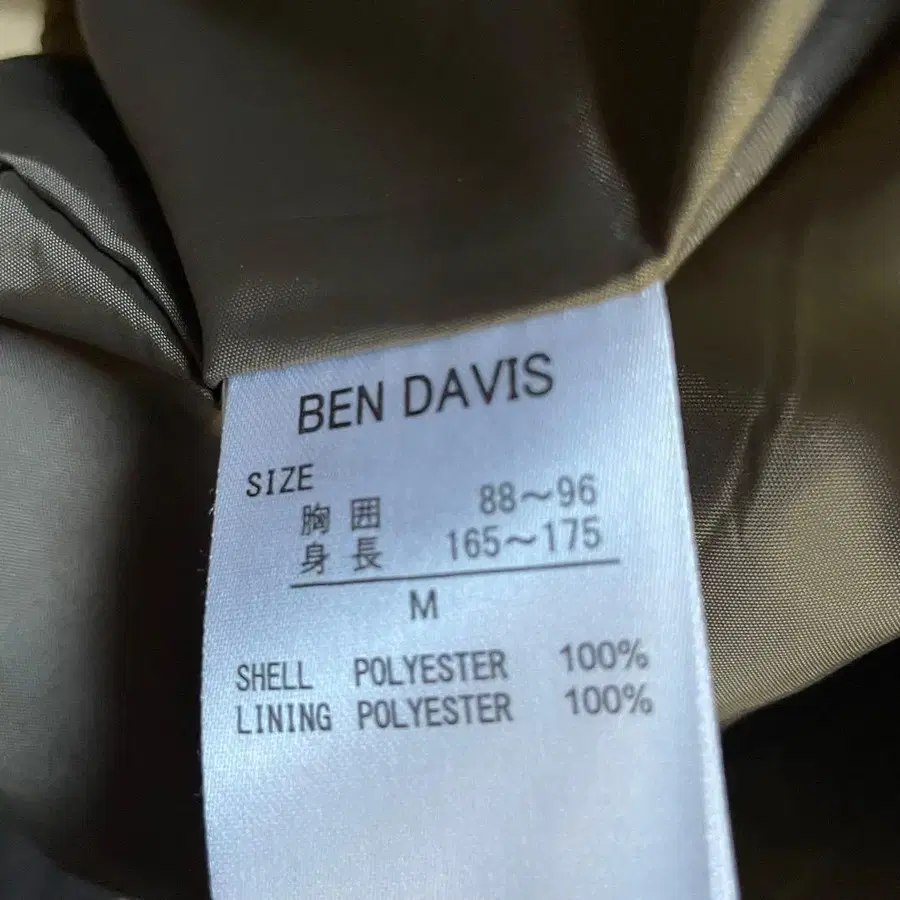 BEN DAVIS
SIZE
胸囲 88〜96
身長 165〜175
M
SHELL POLYESTER 100%
LINING POLYESTER 100%